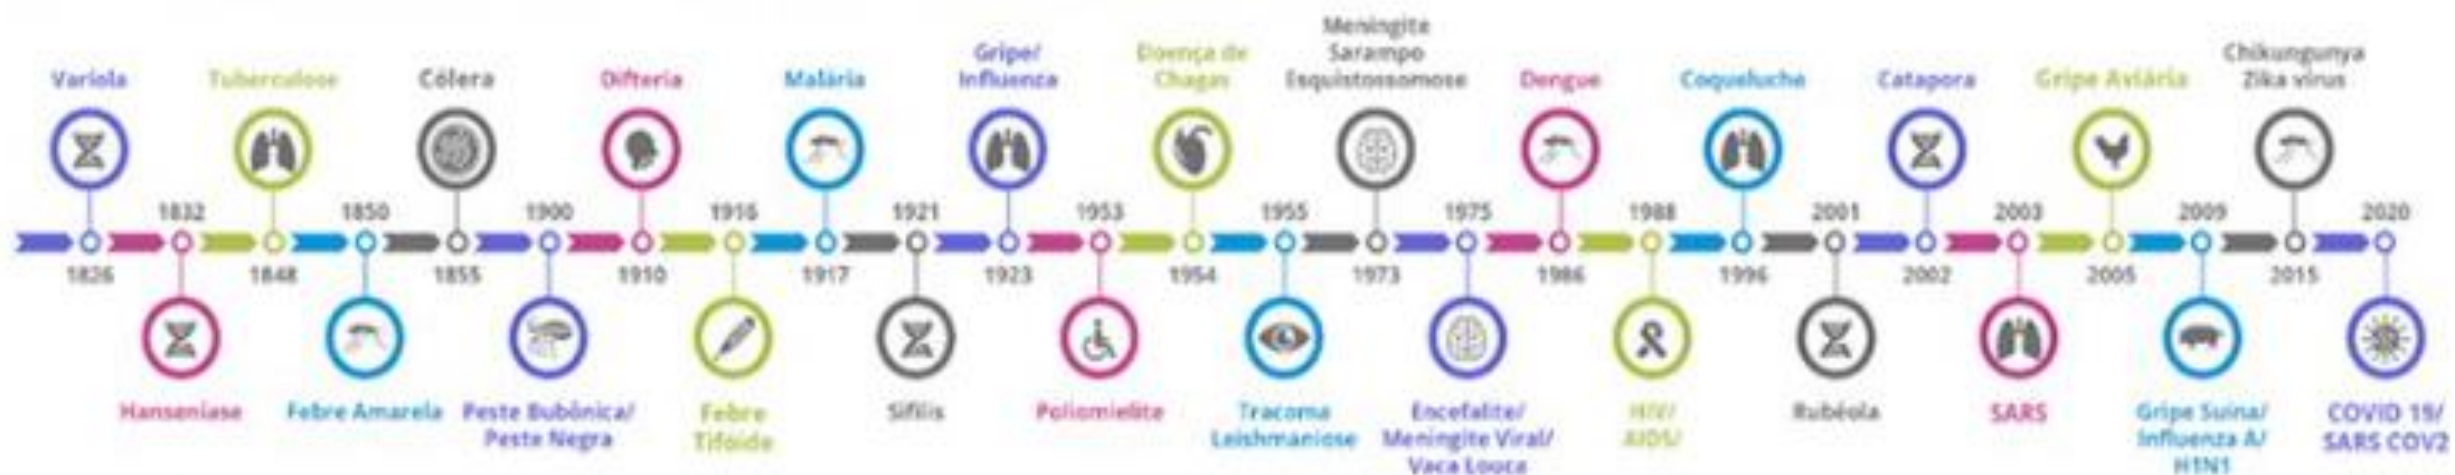 Variola
Tuberculose
Cólera
Difteria
Malária
Gripe/
Influenza
Doença de
Chagas
Meningite
Sarampo
Esquistossomose
Dengue
Coqueluche
Catapora
Gripe Aviária
Chikungunya
Zika vírus
1832
1850
1900
1916
1921
1953
1955
1975
1988
2001
2003
2009
2020
1826
1848
1855
1910
1917
1923
1954
1973
1986
1996
2002
2005
2015
Hanseníase
Febre Amarela
Peste Bubônica/
Peste Negra
Febre
Tifoide
Sífilis
Poliomielite
Tracoma
Leishmaniose
Encefalite/
Meningite Viral/
Vaca Louca
HIV/
AIDS/
Rubéola
SARS
Gripe Suína/
Influenza A/
H1N1
COVID 19/
SARS COV2